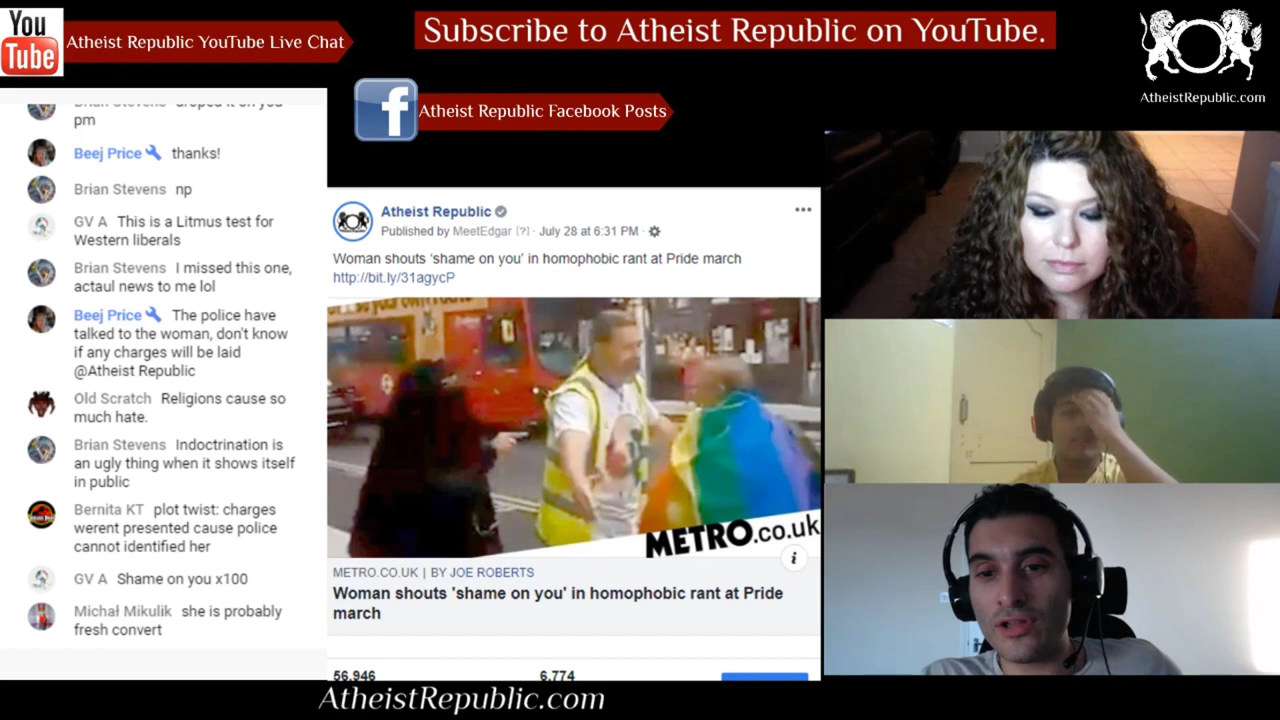 You
Tube
Atheist Republic YouTube Live Chat
Subscribe to Atheist Republic on YouTube.
AtheistRepublic.com
f
Atheist Republic Facebook Posts
Brian Stevens droped it on you
pm
Beej Price thanks!
Brian Stevens np
GV A This is a Litmus test for
Western liberals
Brian Stevens I missed this one,
actaul news to me lol
Beej Price The police have
talked to the woman, don't know
if any charges will be laid
@Atheist Republic
Old Scratch Religions cause so
much hate.
Brian Stevens Indoctrination is
an ugly thing when it shows itself
in public
Bernita KT plot twist: charges
werent presented cause police
cannot identified her
GV A Shame on you x100
Michał Mikulik she is probably
fresh convert
Atheist Republic
Published by MeetEdgar [?] · July 28 at 6:31 PM ·
Woman shouts 'shame on you' in homophobic rant at Pride march
http://bit.ly/31agycP
METRO.co.uk
i
METRO.CO.UK | BY JOE ROBERTS
Woman shouts 'shame on you' in homophobic rant at Pride
march
56,946 6,774
AtheistRepublic.com